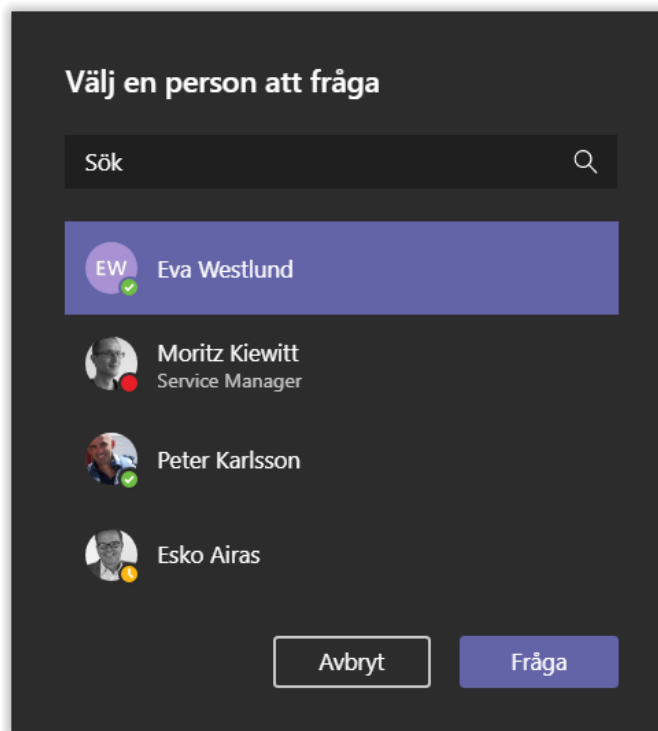 Välj en person att fråga
Sök
EW Eva Westlund
Moritz Kiewitt
Service Manager
Peter Karlsson
Esko Airas
Avbryt Fråga